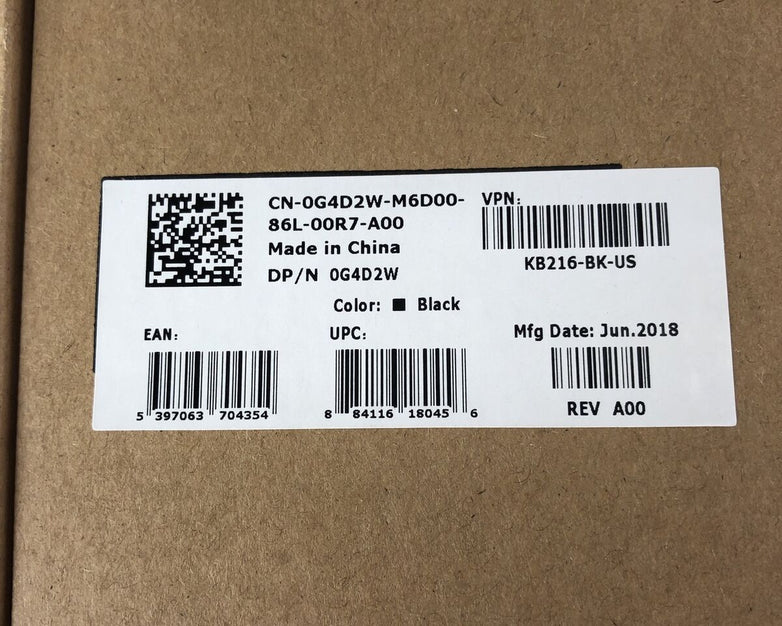 CN-0G4D2W-M6D00-
86L-00R7-A00
Made in China
DP/N 0G4D2W
VPN:
KB216-BK-US
Color: Black
EAN:
5 397063 704354
UPC:
8 84116 18045 6
Mfg Date: Jun.2018
REV A00